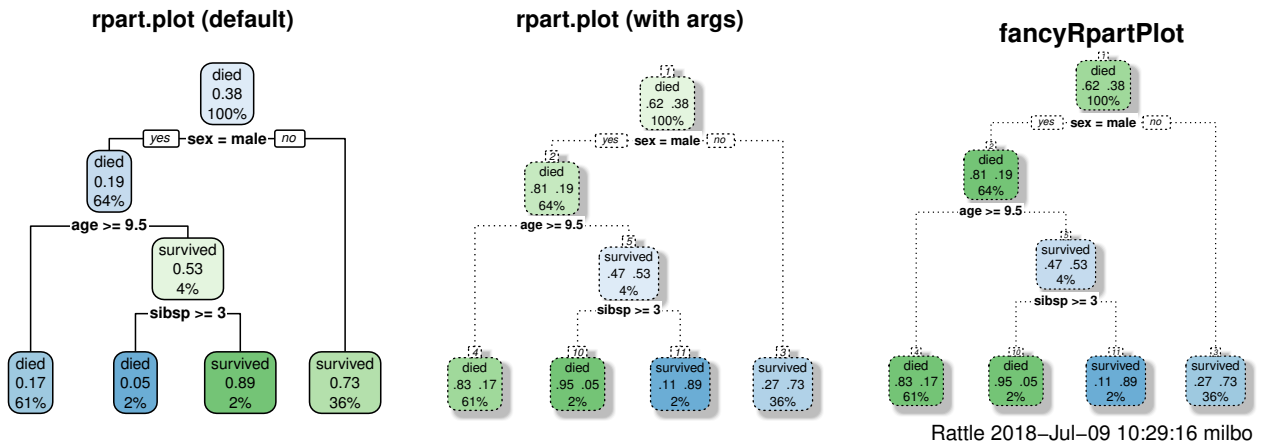 rpart.plot (default)
died
0.38
100%
yes sex = male no
died
0.19
64%
age >= 9.5
survived
0.53
4%
sibsp >= 3
died
0.17
61%
died
0.05
2%
survived
0.89
2%
survived
0.73
36%
rpart.plot (with args)
1
died
.62 .38
100%
yes sex = male no
2
died
.81 .19
64%
age >= 9.5
5
survived
.47 .53
4%
sibsp >= 3
4
died
.83 .17
61%
10
died
.95 .05
2%
11
survived
.11 .89
2%
3
survived
.27 .73
36%
fancyRpartPlot
1
died
.62 .38
100%
yes sex = male no
2
died
.81 .19
64%
age >= 9.5
5
survived
.47 .53
4%
sibsp >= 3
4
died
.83 .17
61%
10
died
.95 .05
2%
11
survived
.11 .89
2%
3
survived
.27 .73
36%
Rattle 2018−Jul−09 10:29:16 milbo